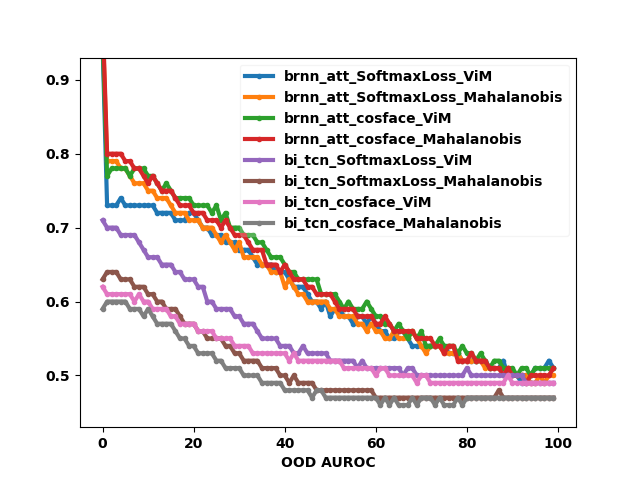 brnn_att_SoftmaxLoss_ViM
brnn_att_SoftmaxLoss_Mahalanobis
brnn_att_cosface_ViM
brnn_att_cosface_Mahalanobis
bi_tcn_SoftmaxLoss_ViM
bi_tcn_SoftmaxLoss_Mahalanobis
bi_tcn_cosface_ViM
bi_tcn_cosface_Mahalanobis
0.9
0.8
0.7
0.6
0.5
0 20 40 60 80 100
OOD AUROC